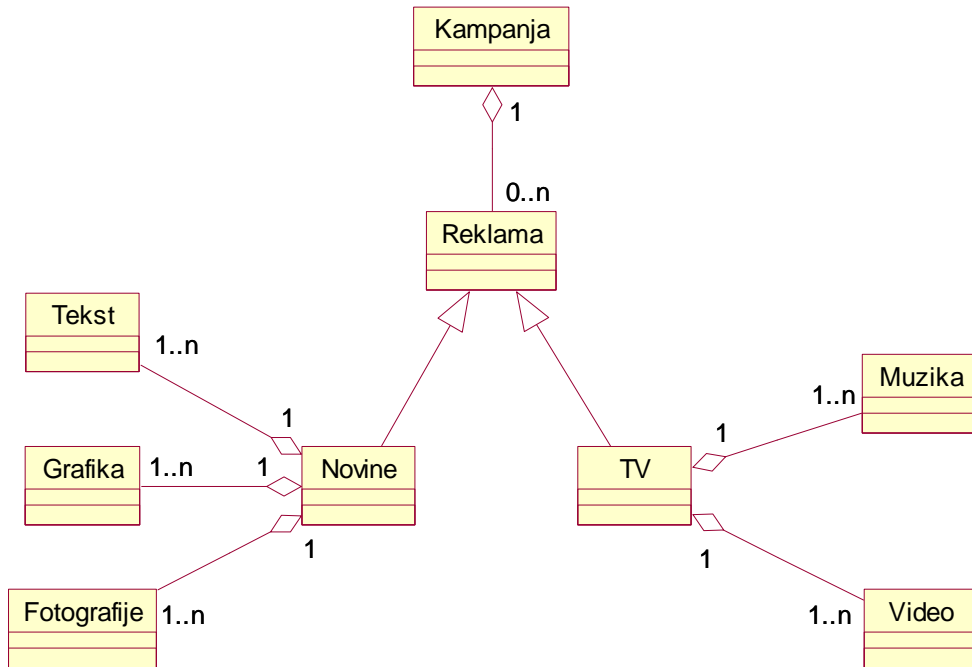 Kampanja
1
0..n
Reklama
Tekst
1..n
1
Muzika
1..n
1
Grafika
1..n
1
Novine
TV
1
1
Fotografije
1..n
1..n
Video